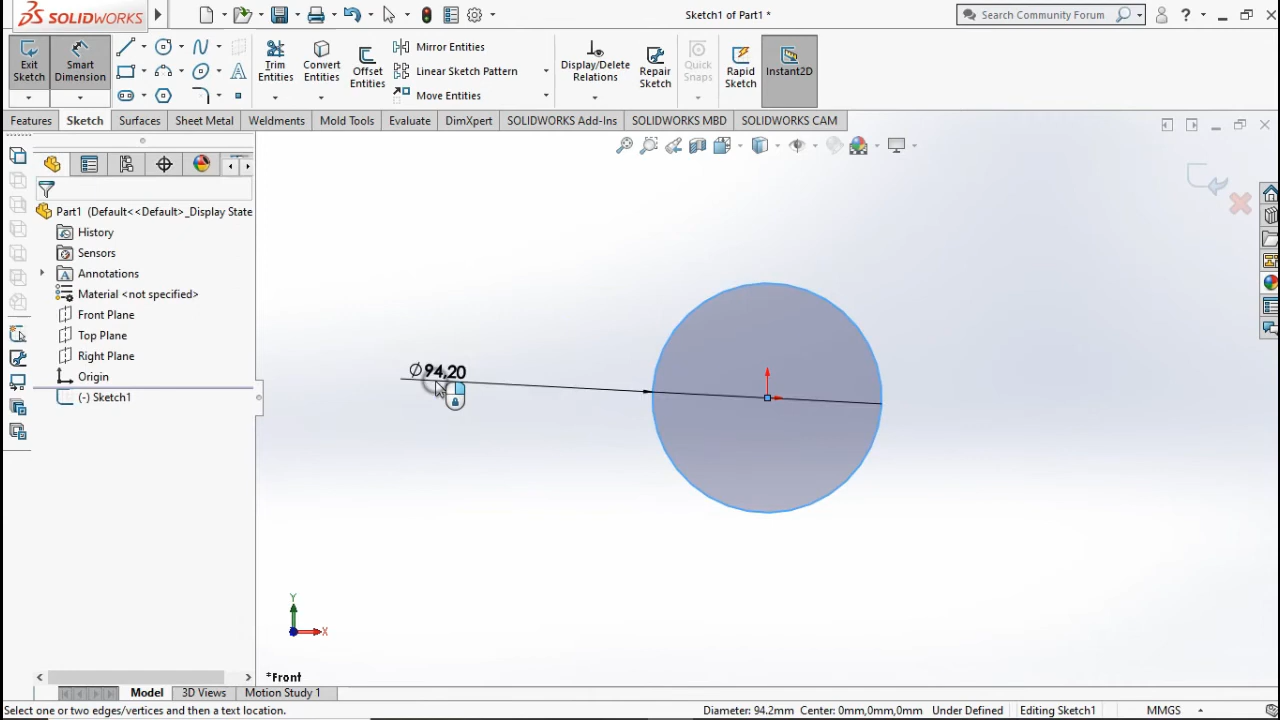 SOLIDWORKS
Sketch1 of Part1 *
Search Community Forum
?
Exit Sketch
Smart Dimension
Trim Entities
Convert Entities
Offset Entities
Mirror Entities
Linear Sketch Pattern
Move Entities
Display/Delete Relations
Repair Sketch
Quick Snaps
Rapid Sketch
Instant2D
Features
Sketch
Surfaces
Sheet Metal
Weldments
Mold Tools
Evaluate
DimXpert
SOLIDWORKS Add-Ins
SOLIDWORKS MBD
SOLIDWORKS CAM
Part1 (Default<<Default>_Display State
History
Sensors
Annotations
Material <not specified>
Front Plane
Top Plane
Right Plane
Origin
(-) Sketch1
∅94,20
Y
X
*Front
Model
3D Views
Motion Study 1
Select one or two edges/vertices and then a text location.
Diameter: 94.2mm Center: 0mm,0mm,0mm
Under Defined
Editing Sketch1
MMGS